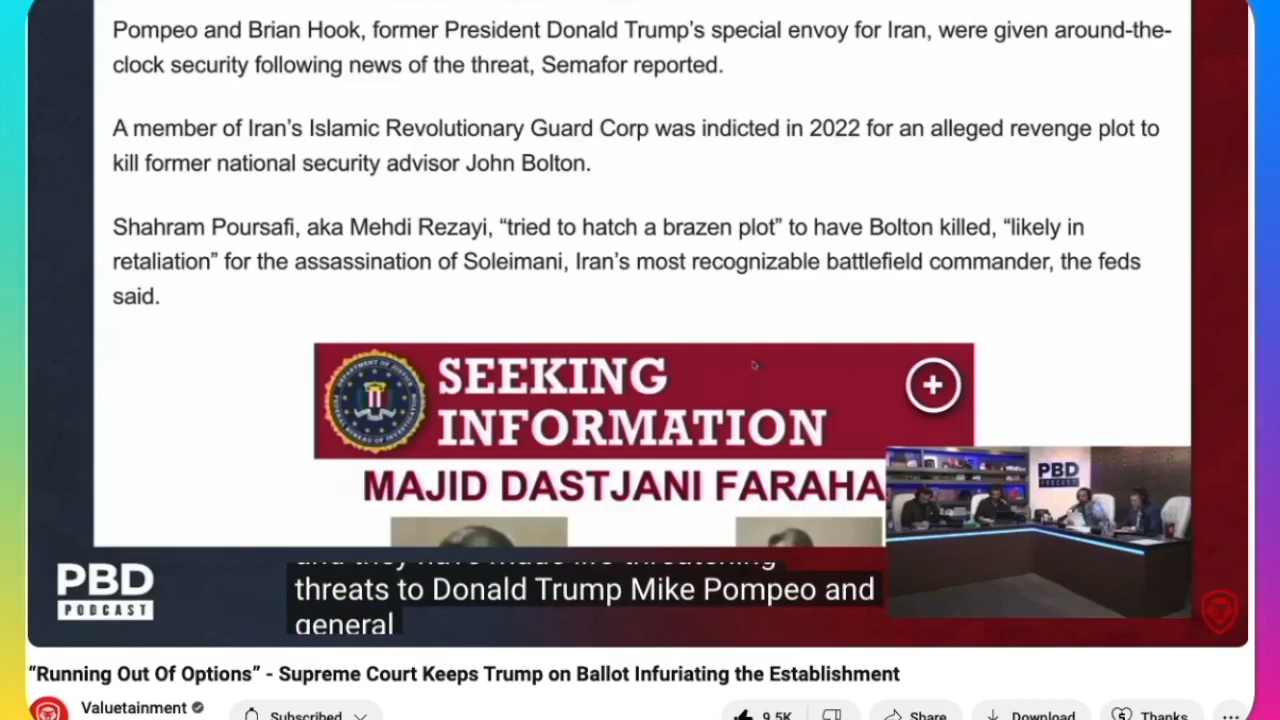 Pompeo and Brian Hook, former President Donald Trump’s special envoy for Iran, were given around-the-
clock security following news of the threat, Semafor reported.
A member of Iran’s Islamic Revolutionary Guard Corp was indicted in 2022 for an alleged revenge plot to
kill former national security advisor John Bolton.
Shahram Poursafi, aka Mehdi Rezayi, “tried to hatch a brazen plot” to have Bolton killed, “likely in
retaliation” for the assassination of Soleimani, Iran’s most recognizable battlefield commander, the feds
said.
SEEKING
INFORMATION
MAJID DASTJANI FARAHA
PBD
PODCAST
PBD
PODCAST
threats to Donald Trump Mike Pompeo and
general
“Running Out Of Options” - Supreme Court Keeps Trump on Ballot Infuriating the Establishment
Valuetainment
Subscribed
9.5K
Share
Download
Thanks